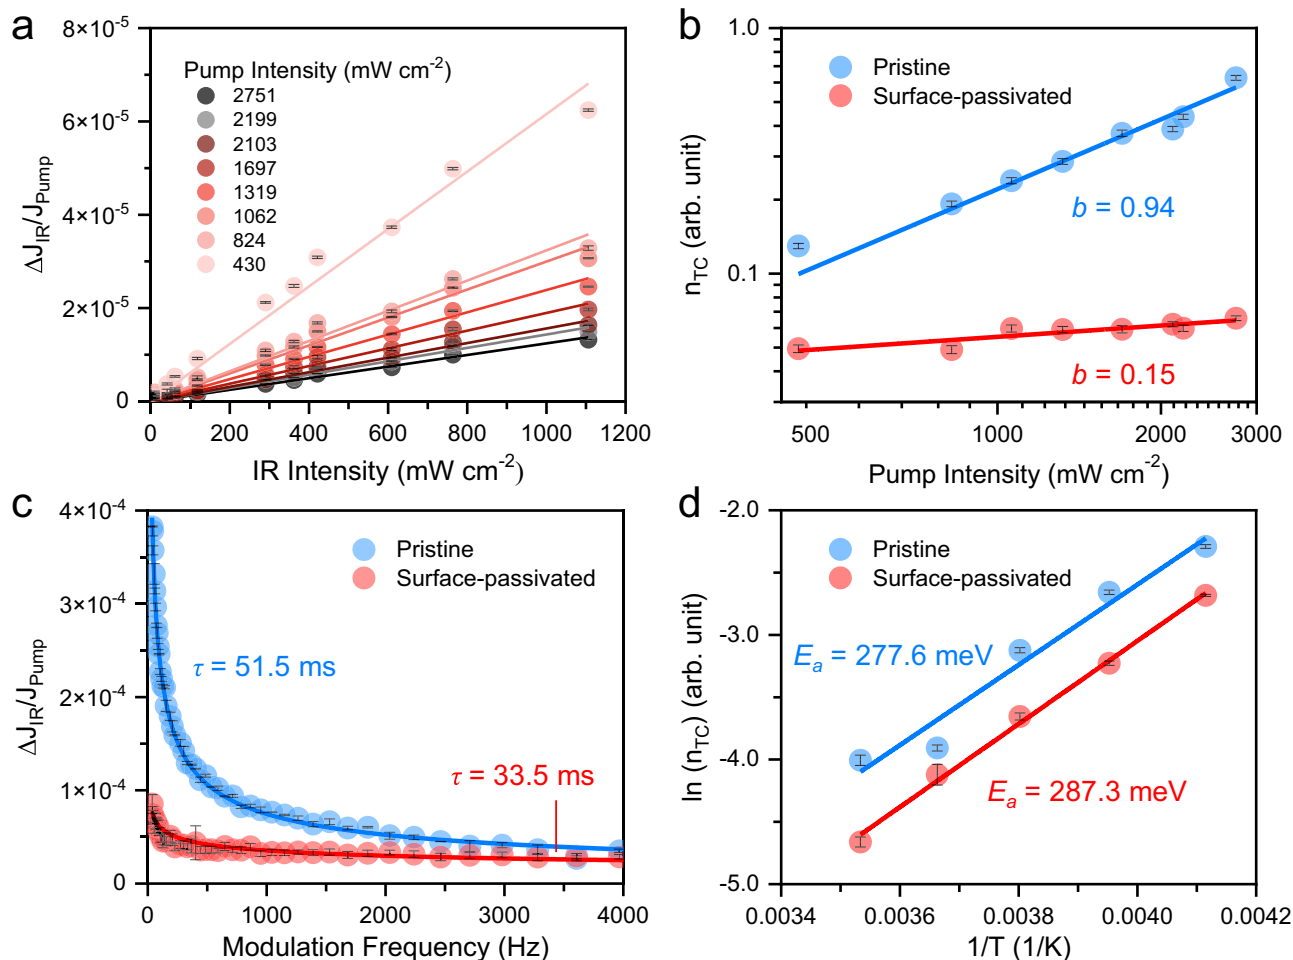 a
8×10⁻⁵
6×10⁻⁵
4×10⁻⁵
2×10⁻⁵
0
ΔJIR/JPump
Pump Intensity (mW cm⁻²)
2751
2199
2103
1697
1319
1062
824
430
0 200 400 600 800 1000 1200
IR Intensity (mW cm⁻²)
b
1.0
0.1
nTC (arb. unit)
Pristine
Surface-passivated
b = 0.94
b = 0.15
500 1000 2000 3000
Pump Intensity (mW cm⁻²)
c
4×10⁻⁴
3×10⁻⁴
2×10⁻⁴
1×10⁻⁴
0
ΔJIR/JPump
Pristine
Surface-passivated
τ = 51.5 ms
τ = 33.5 ms
0 1000 2000 3000 4000
Modulation Frequency (Hz)
d
-2.0
-3.0
-4.0
-5.0
ln (nTC) (arb. unit)
Pristine
Surface-passivated
Ea = 277.6 meV
Ea = 287.3 meV
0.0034 0.0036 0.0038 0.0040 0.0042
1/T (1/K)